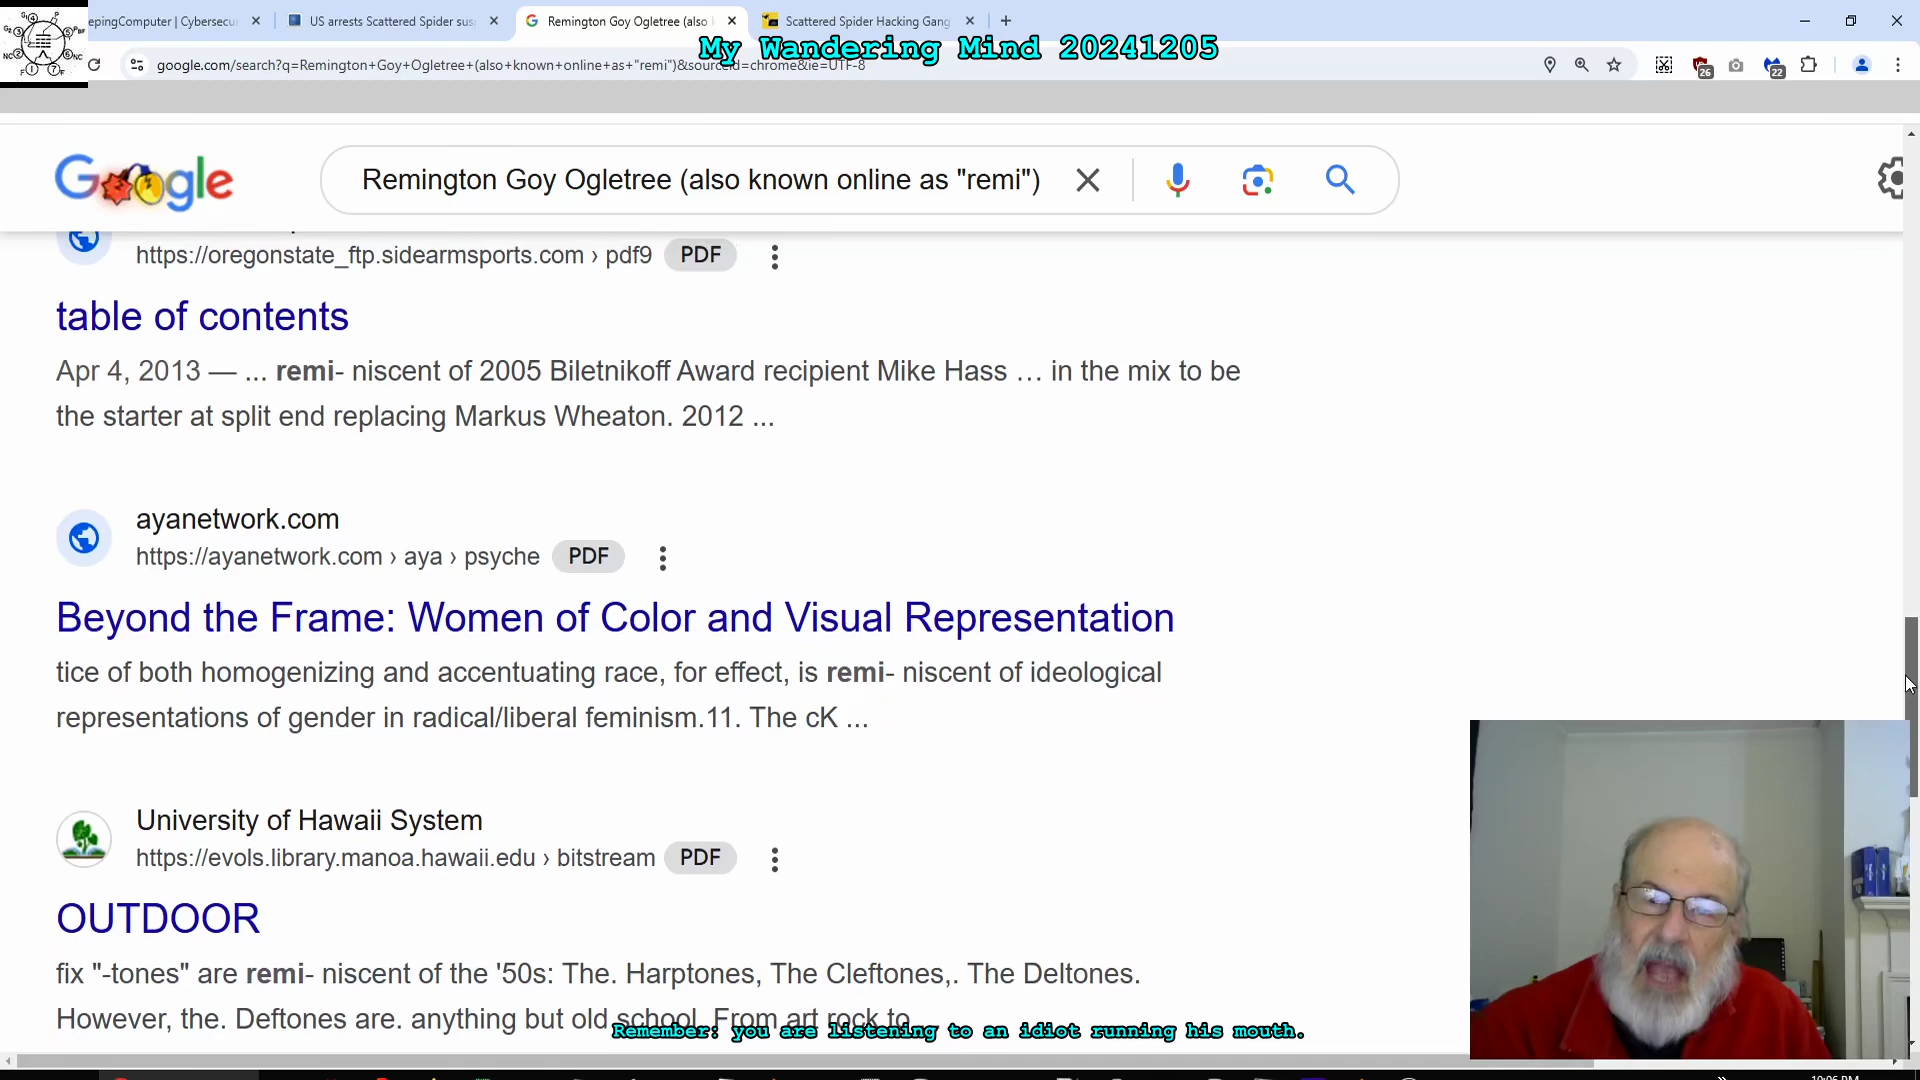 epingComputer | Cybersecu
US arrests Scattered Spider sus
Remington Goy Ogletree (also
Scattered Spider Hacking Gang
My Wandering Mind 20241205
google.com/search?q=Remington+Goy+Ogletree+(also+known+online+as+"remi")&sourceid=chrome&ie=UTF-8
26
22
Google
Remington Goy Ogletree (also known online as "remi")
https://oregonstate_ftp.sidearmsports.com › pdf9 PDF
table of contents
Apr 4, 2013 — ... remi- niscent of 2005 Biletnikoff Award recipient Mike Hass … in the mix to be
the starter at split end replacing Markus Wheaton. 2012 ...
ayanetwork.com
https://ayanetwork.com › aya › psyche PDF
Beyond the Frame: Women of Color and Visual Representation
tice of both homogenizing and accentuating race, for effect, is remi- niscent of ideological
representations of gender in radical/liberal feminism.11. The cK ...
University of Hawaii System
https://evols.library.manoa.hawaii.edu › bitstream PDF
OUTDOOR
fix "-tones" are remi- niscent of the '50s: The. Harptones, The Cleftones,. The Deltones.
However, the. Deftones are. anything but old school. From art rock to
Remember: you are listening to an idiot running his mouth.